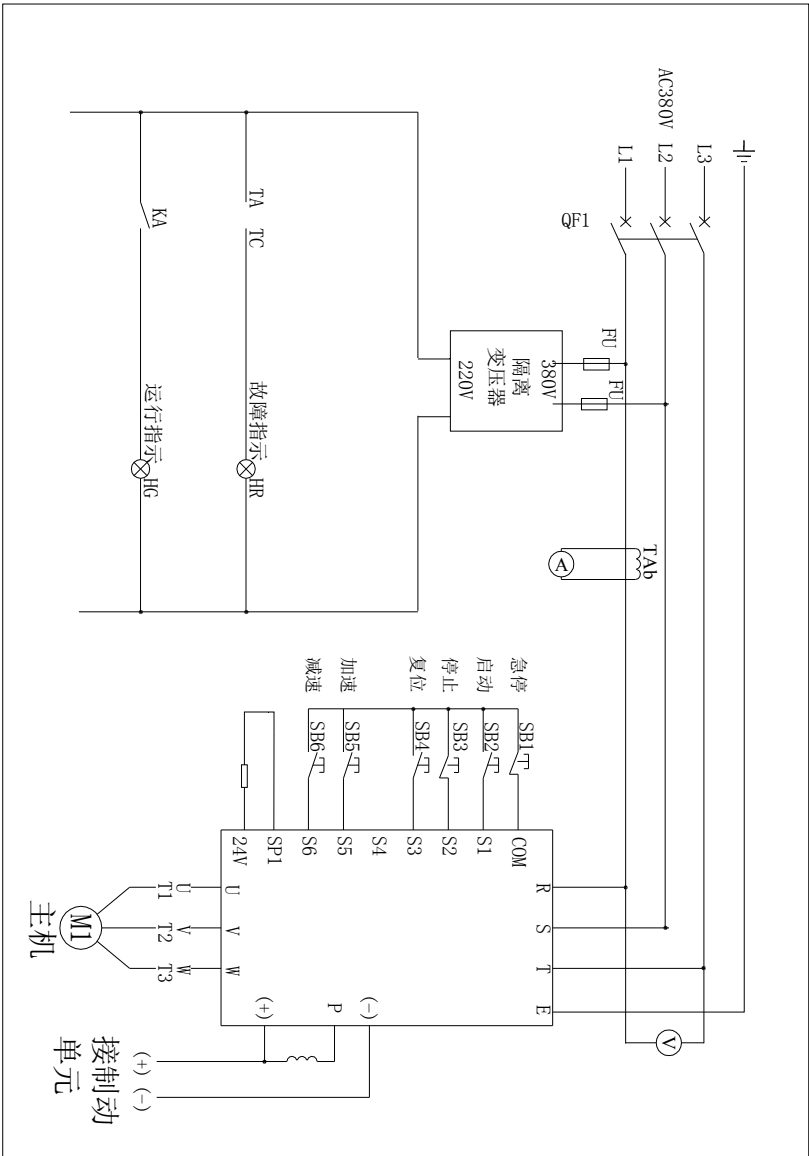 AC380V
L3
L2
L1
QF1
FU
FU
380V
隔离
变压器
220V
TA TC
KA
故障指示
HR
运行指示
HG
TAb
A
V
急停
SB1
启动
SB2
停止
SB3
复位
SB4
加速
SB5
减速
SB6
COM
S1
S2
S3
S4
S5
S6
SP1
24V
R S T E
U V W
(+) P (-)
U V W
T1 T2 T3
M1
主机
(+) (-)
接制动
单元